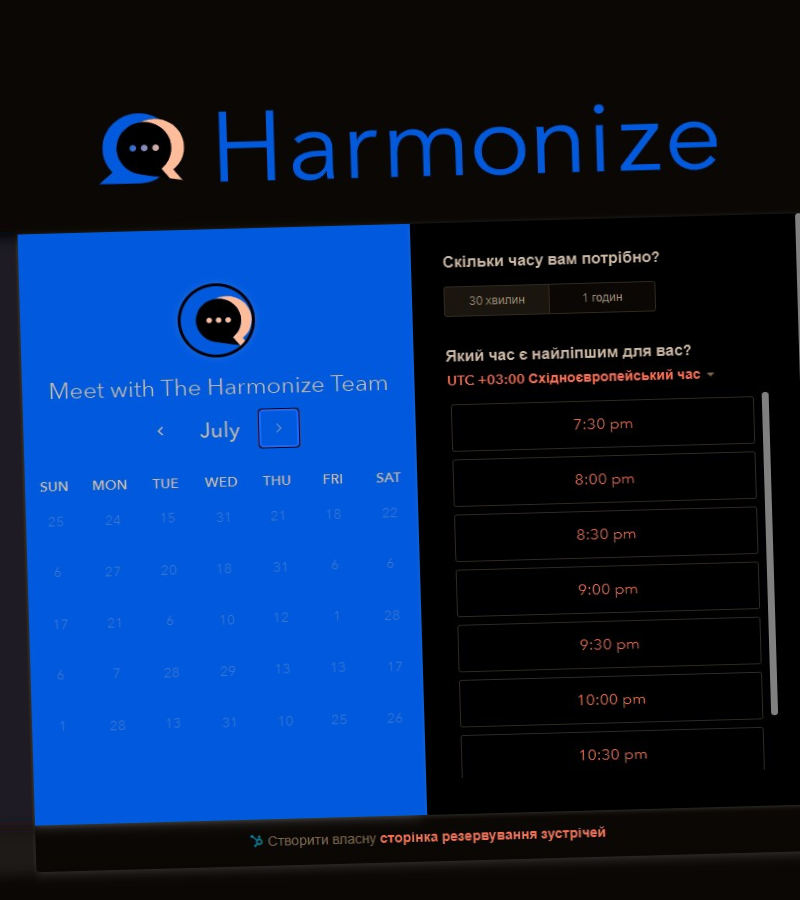 Harmonize
Meet with The Harmonize Team
July
SUN MON TUE WED THU FRI SAT
25 24 15 31 21 18 22
6 27 20 18 31 6 6
17 21 6 10 12 1 28
6 7 28 29 13 13 17
1 28 13 31 10 25 26
Скільки часу вам потрібно?
30 хвилин 1 годин
Який час є найліпшим для вас?
UTC +03:00 Східноєвропейський час
7:30 pm
8:00 pm
8:30 pm
9:00 pm
9:30 pm
10:00 pm
10:30 pm
Створити власну сторінка резервування зустрічей